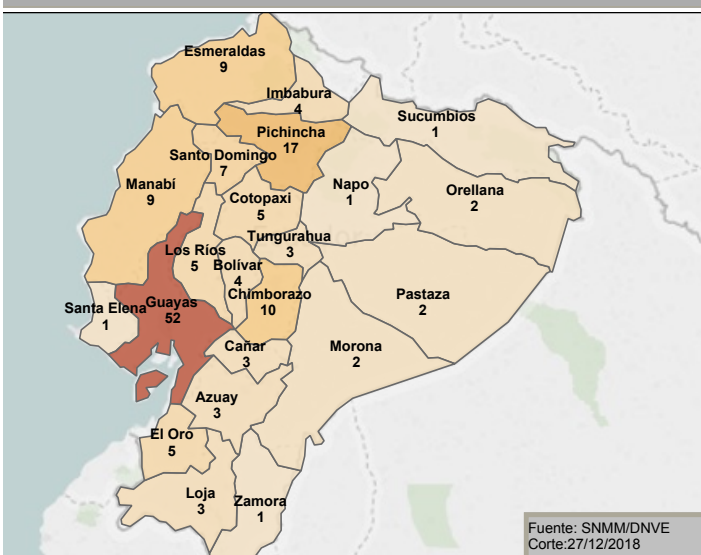 Esmeraldas
9
Imbabura
4
Sucumbios
1
Pichincha
17
Santo Domingo
7
Manabí
9
Napo
1
Orellana
2
Cotopaxi
5
Tungurahua
3
Los Ríos
5
Bolívar
4
Chimborazo
10
Pastaza
2
Santa Elena
1
Guayas
52
Cañar
3
Morona
2
Azuay
3
El Oro
5
Loja
3
Zamora
1
Fuente: SNMM/DNVE
Corte:27/12/2018